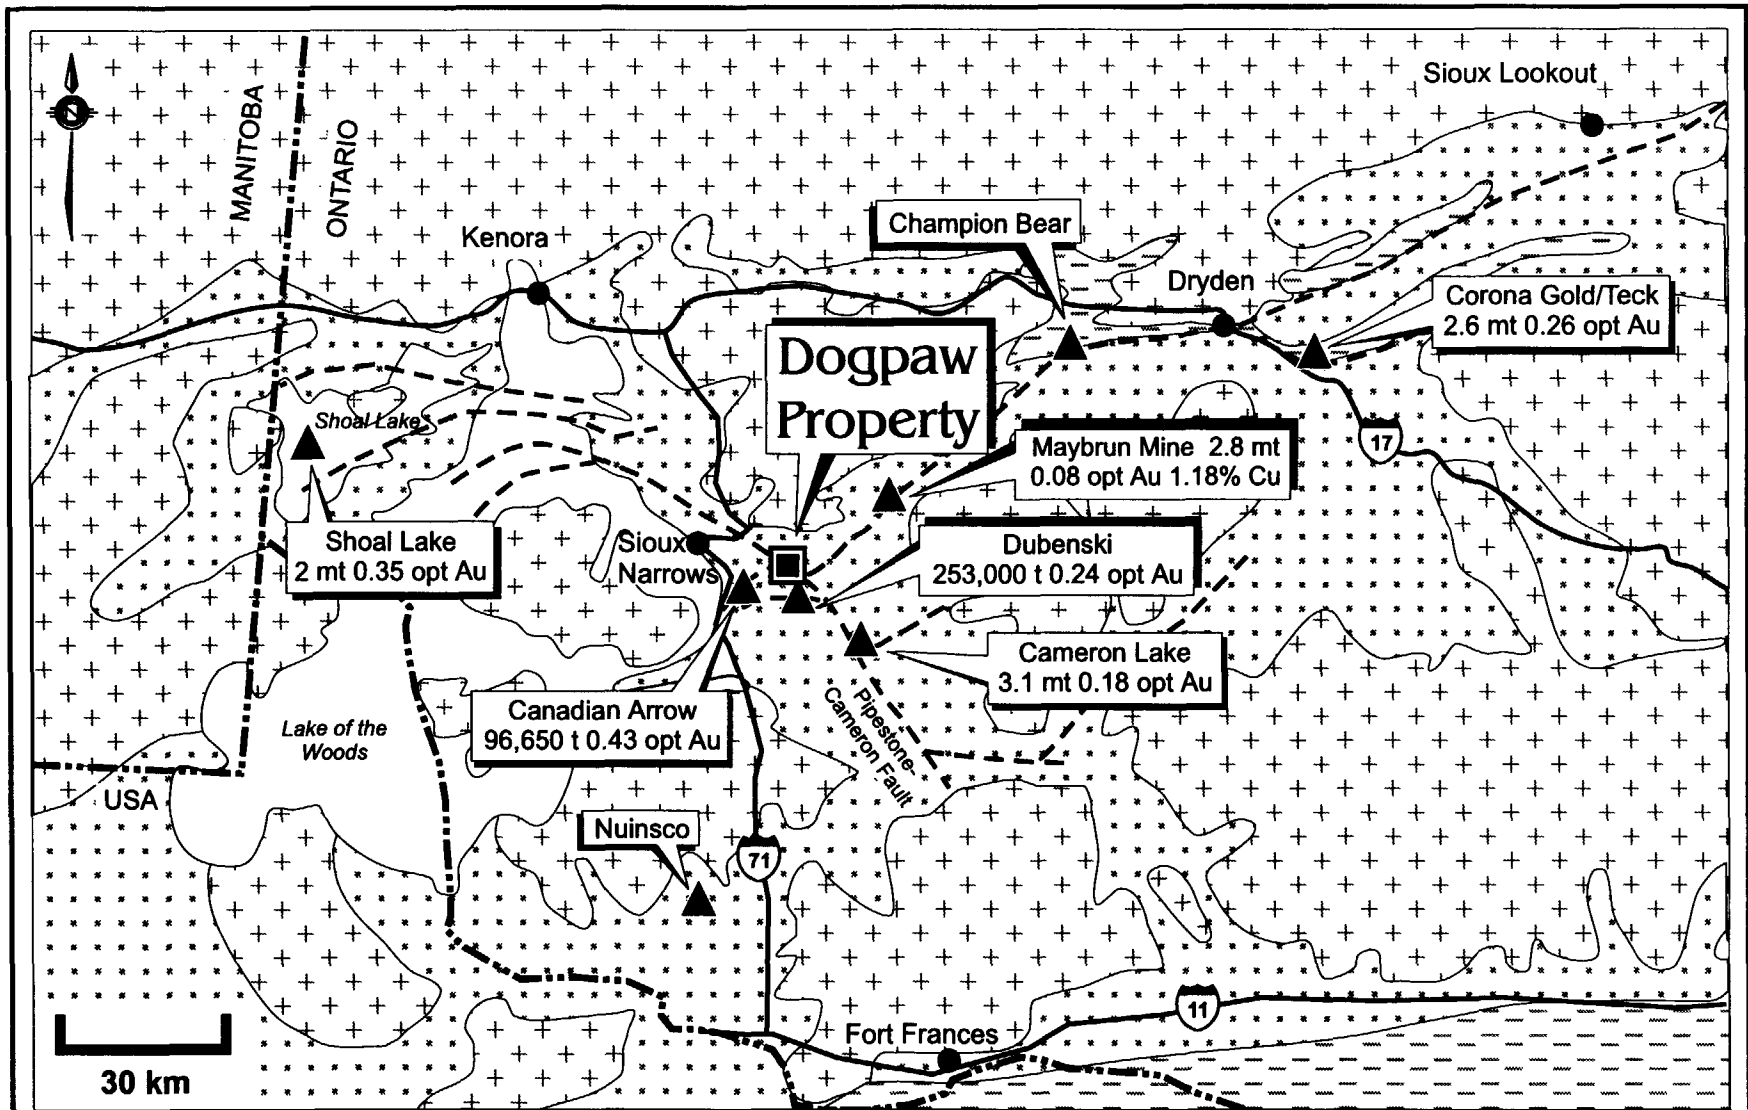 Sioux Lookout
MANITOBA
ONTARIO
N
Kenora
Champion Bear
Dryden
Corona Gold/Teck
2.6 mt 0.26 opt Au
Dogpaw
Property
Shoal Lake
Maybrun Mine 2.8 mt
0.08 opt Au 1.18% Cu
17
Shoal Lake
2 mt 0.35 opt Au
Sioux
Narrows
Dubenski
253,000 t 0.24 opt Au
Cameron Lake
3.1 mt 0.18 opt Au
Canadian Arrow
96,650 t 0.43 opt Au
Pipestone-
Cameron Fault
Lake of the
Woods
USA
Nuinsco
71
11
Fort Frances
30 km